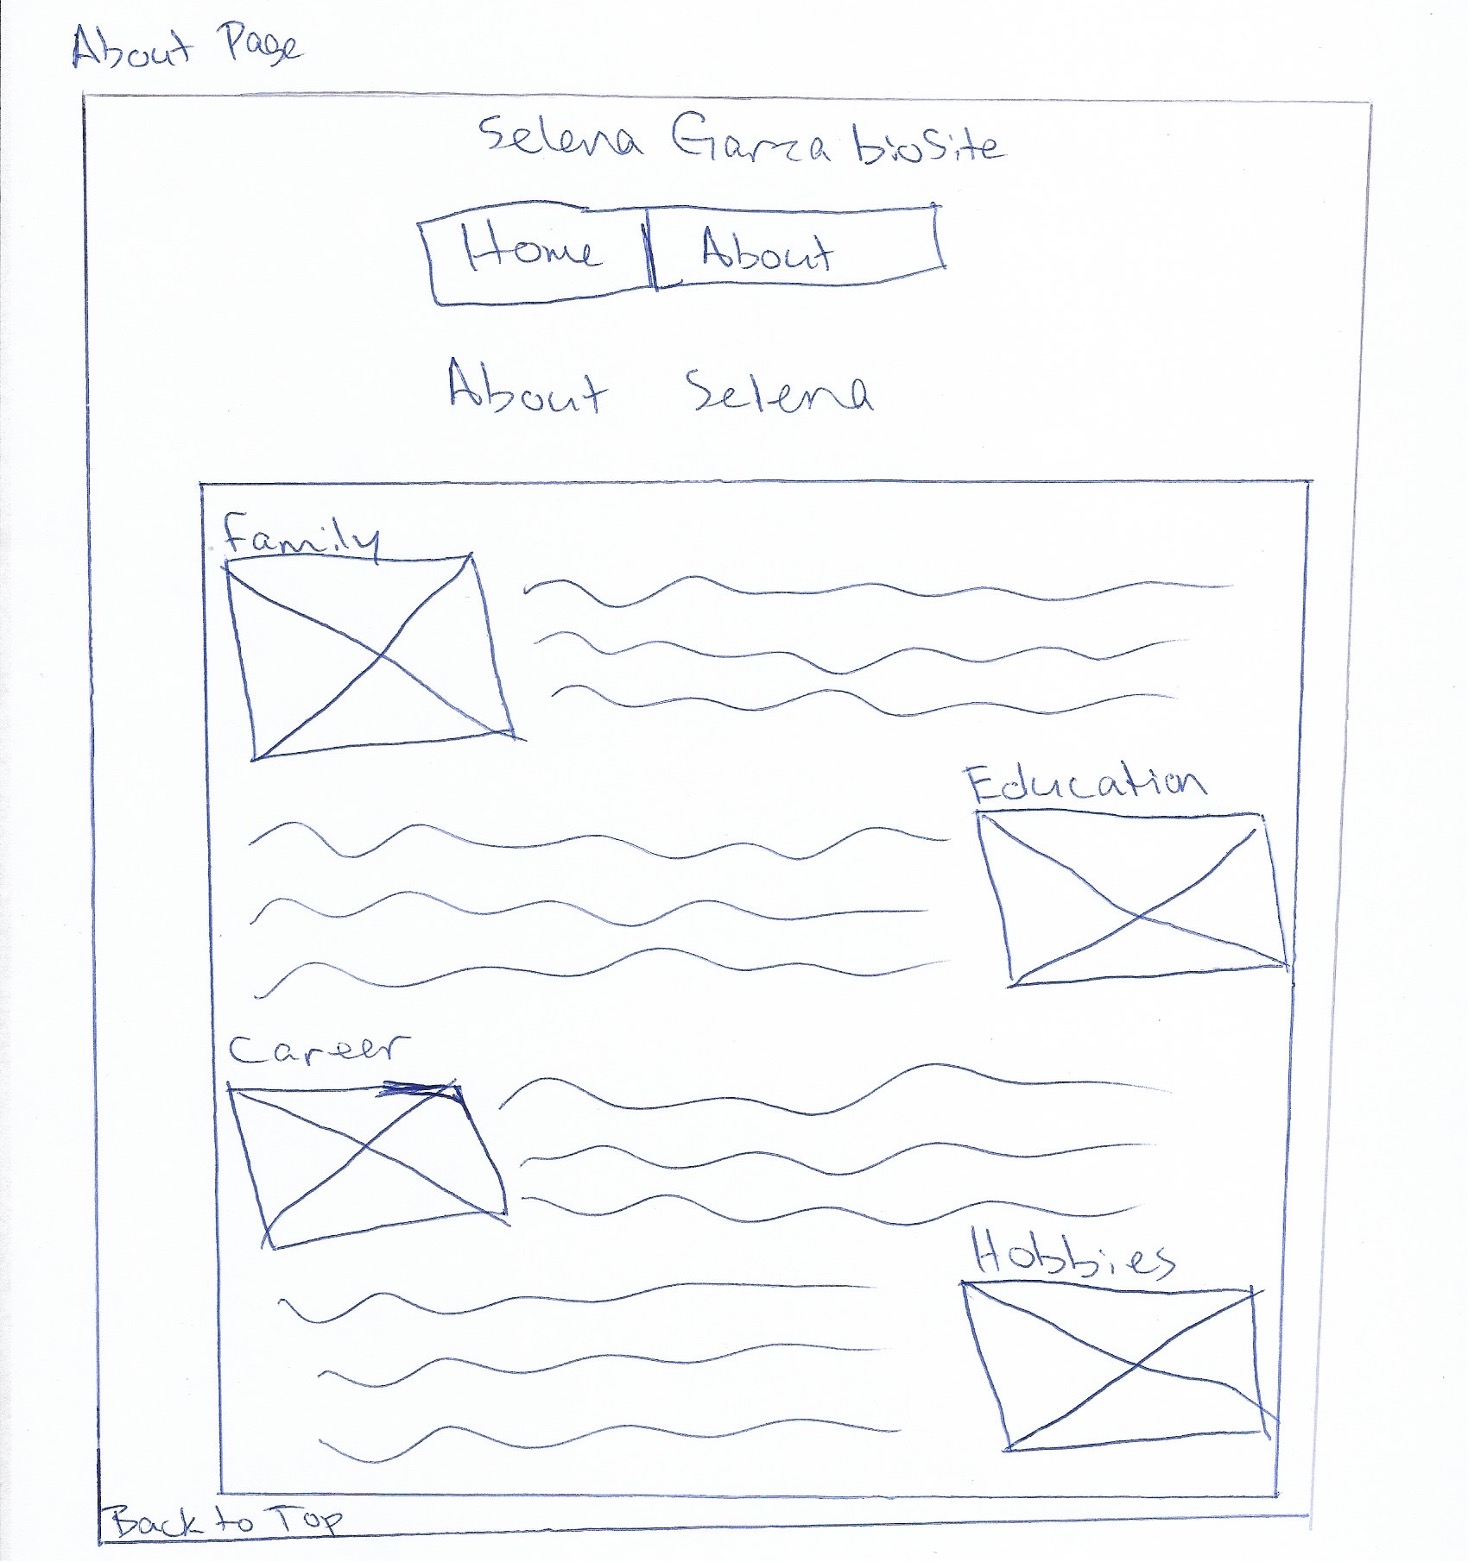 About Page
Selena Garza bioSite
Home About
About Selena
Family
Education
Career
Hobbies
Back to Top